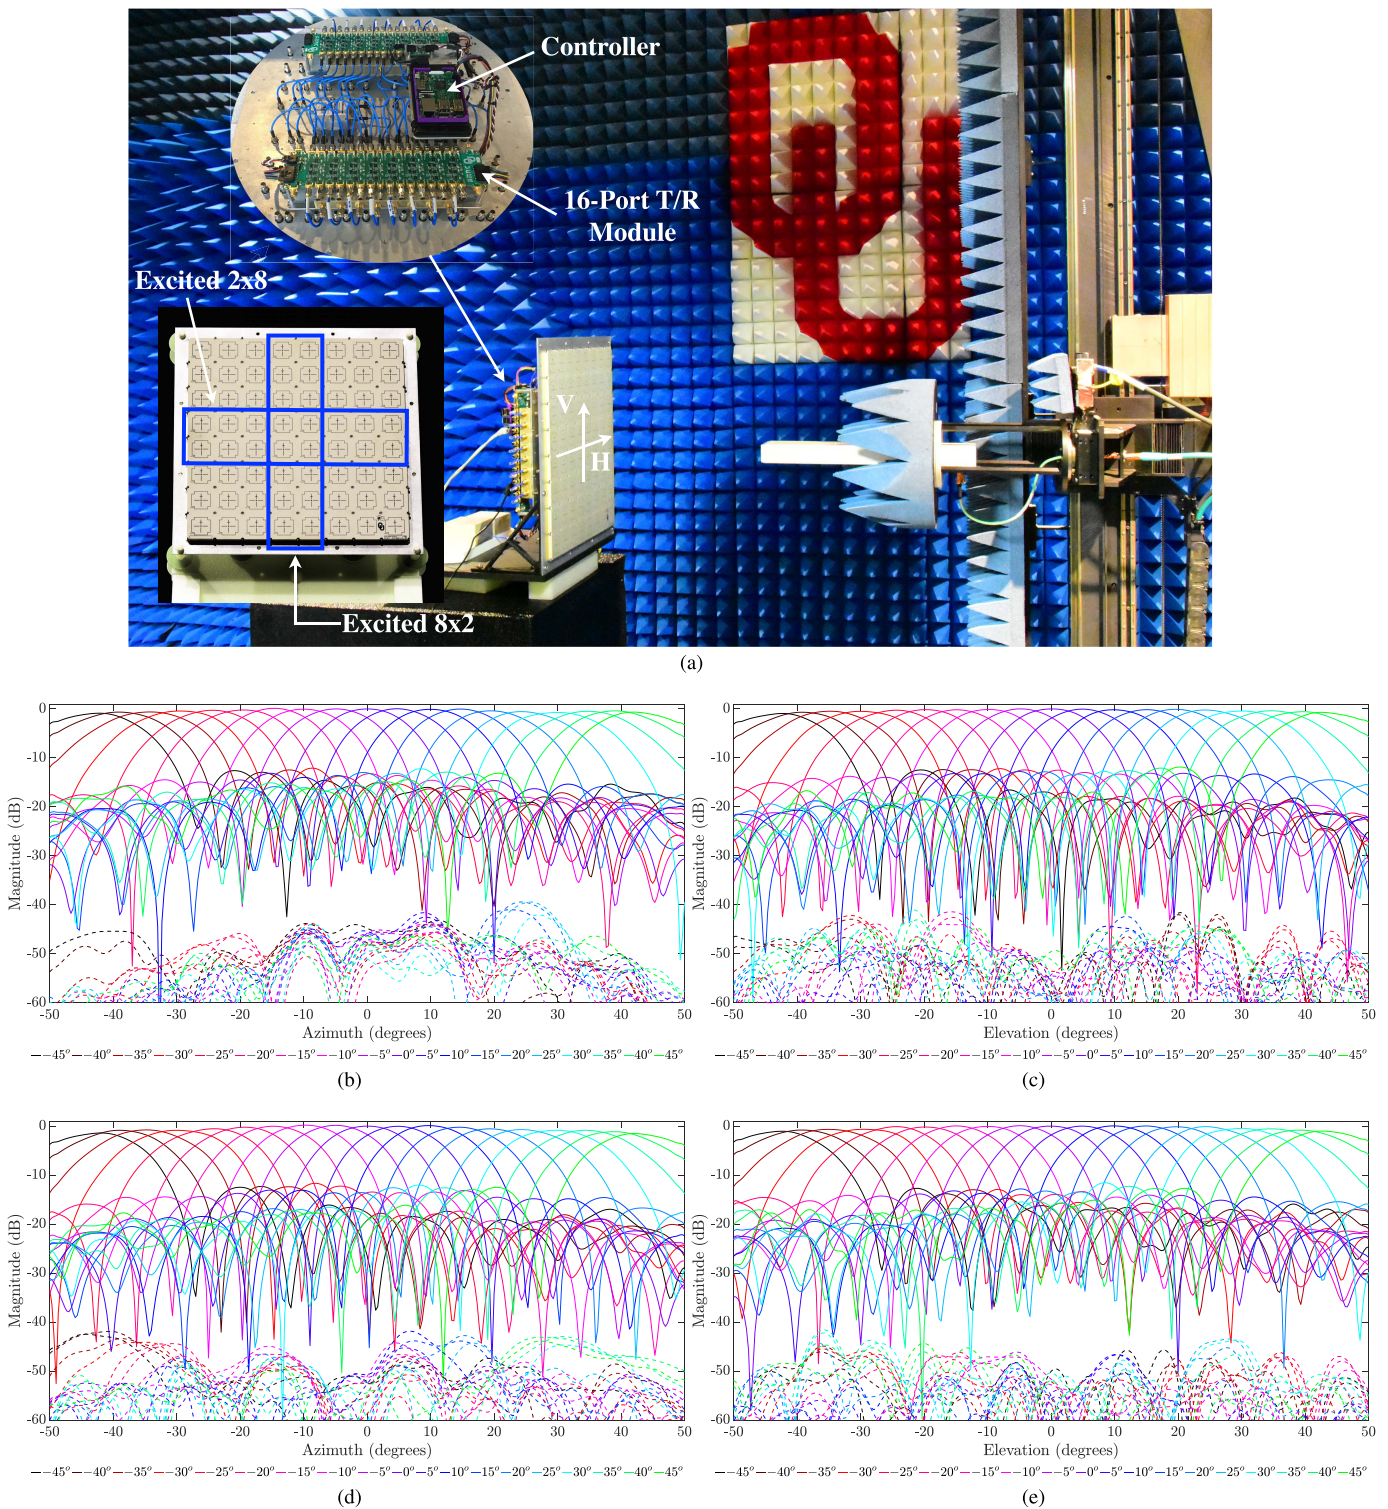 Controller
16-Port T/R
Module
Excited 2x8
V
H
Excited 8x2
(a)
0
-10
-20
-30
-40
-50
-60
Magnitude (dB)
-50 -40 -30 -20 -10 0 10 20 30 40 50
Azimuth (degrees)
−45° −40° −35° −30° −25° −20° −15° −10° −5° 0° 5° 10° 15° 20° 25° 30° 35° 40° 45°
(b)
0
-10
-20
-30
-40
-50
-60
Magnitude (dB)
-50 -40 -30 -20 -10 0 10 20 30 40 50
Elevation (degrees)
−45° −40° −35° −30° −25° −20° −15° −10° −5° 0° 5° 10° 15° 20° 25° 30° 35° 40° 45°
(c)
0
-10
-20
-30
-40
-50
-60
Magnitude (dB)
-50 -40 -30 -20 -10 0 10 20 30 40 50
Azimuth (degrees)
−45° −40° −35° −30° −25° −20° −15° −10° −5° 0° 5° 10° 15° 20° 25° 30° 35° 40° 45°
(d)
0
-10
-20
-30
-40
-50
-60
Magnitude (dB)
-50 -40 -30 -20 -10 0 10 20 30 40 50
Elevation (degrees)
−45° −40° −35° −30° −25° −20° −15° −10° −5° 0° 5° 10° 15° 20° 25° 30° 35° 40° 45°
(e)